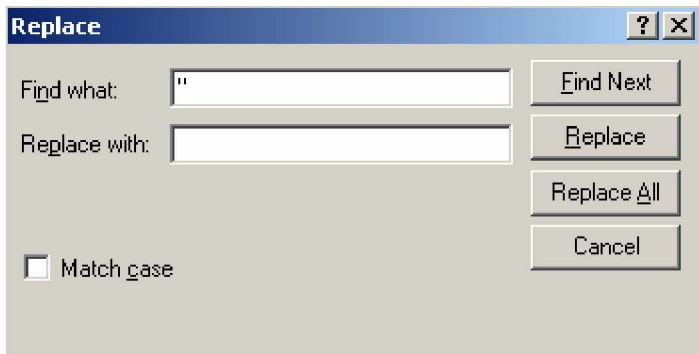 Replace
? X
Find what: "
Find Next
Replace with:
Replace
Replace All
Match case
Cancel